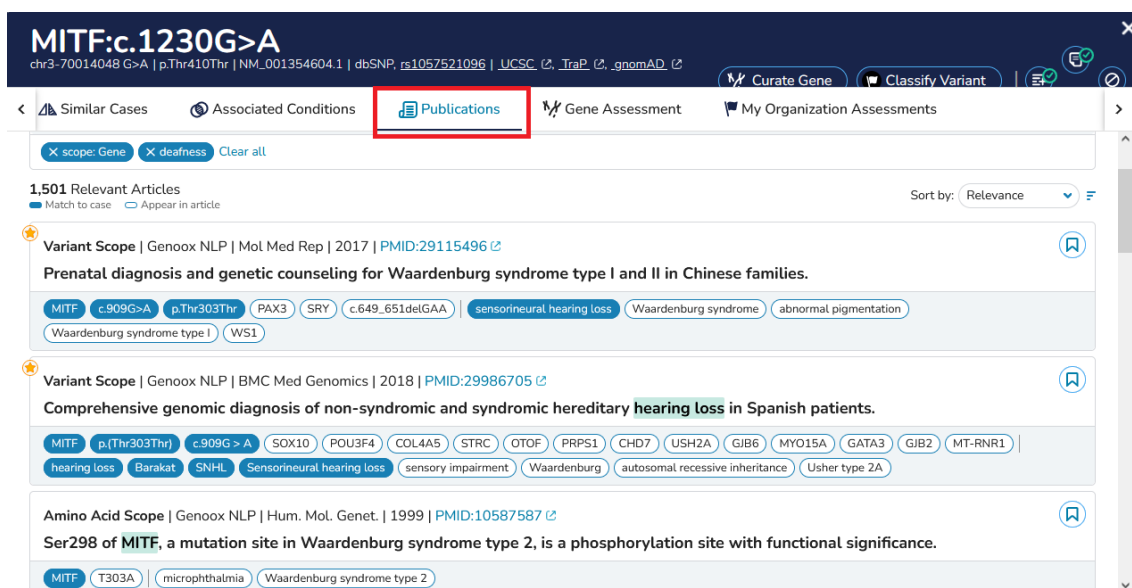 MITF:c.1230G>A
chr3-70014048 G>A | p.Thr410Thr | NM_001354604.1 | dbSNP, rs1057521096 | UCSC, TraP, gnomAD
Curate Gene
Classify Variant
Similar Cases
Associated Conditions
Publications
Gene Assessment
My Organization Assessments
scope: Gene
deafness
Clear all
1,501 Relevant Articles
Match to case
Appear in article
Sort by: Relevance
Variant Scope | Genoox NLP | Mol Med Rep | 2017 | PMID:29115496
Prenatal diagnosis and genetic counseling for Waardenburg syndrome type I and II in Chinese families.
MITF c.909G>A p.Thr303Thr PAX3 SRY c.649_651delGAA | sensorineural hearing loss Waardenburg syndrome abnormal pigmentation
Waardenburg syndrome type I WS1
Variant Scope | Genoox NLP | BMC Med Genomics | 2018 | PMID:29986705
Comprehensive genomic diagnosis of non-syndromic and syndromic hereditary hearing loss in Spanish patients.
MITF p.(Thr303Thr) c.909G > A SOX10 POU3F4 COL4A5 STRC OTOF PRPS1 CHD7 USH2A GJB6 MYO15A GATA3 GJB2 MT-RNR1 |
hearing loss Barakat SNHL Sensorineural hearing loss sensory impairment Waardenburg autosomal recessive inheritance Usher type 2A
Amino Acid Scope | Genoox NLP | Hum. Mol. Genet. | 1999 | PMID:10587587
Ser298 of MITF, a mutation site in Waardenburg syndrome type 2, is a phosphorylation site with functional significance.
MITF T303A | microphthalmia Waardenburg syndrome type 2